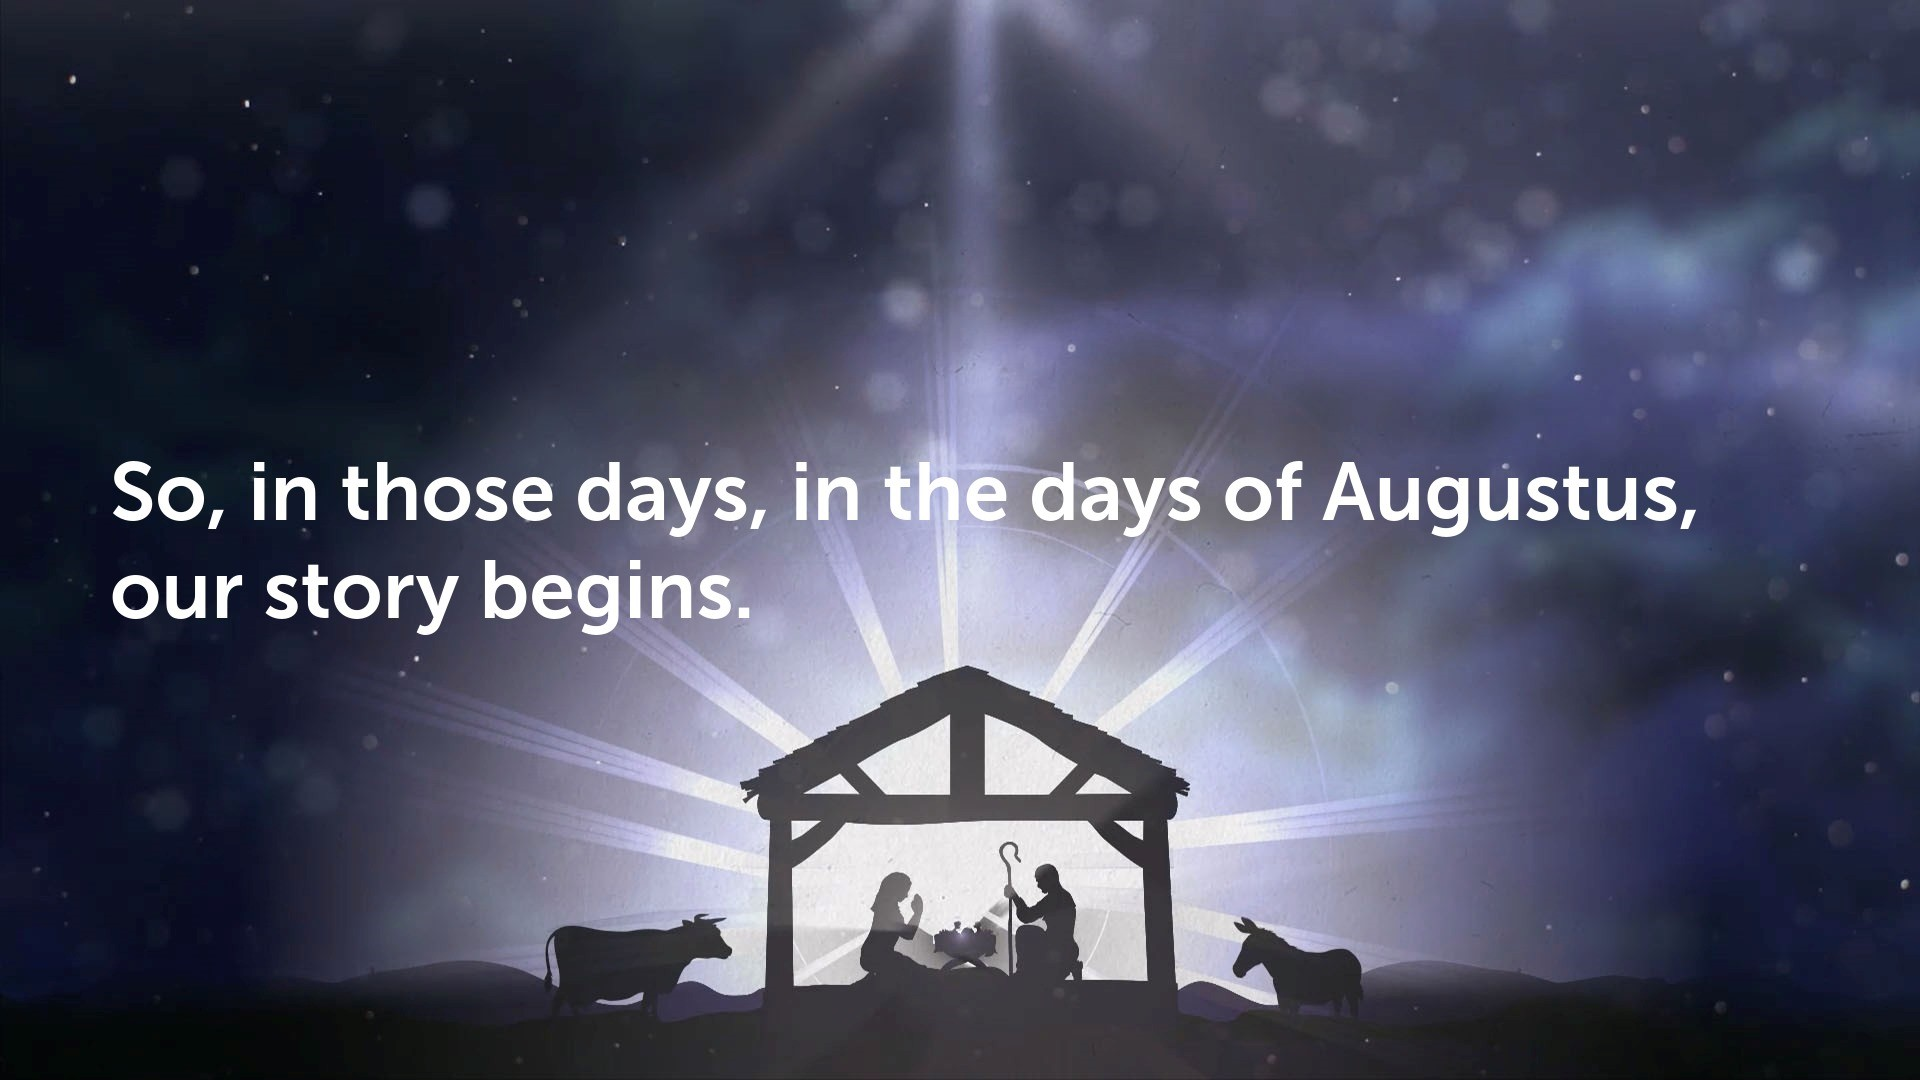 So, in those days, in the days of Augustus,
our story begins.